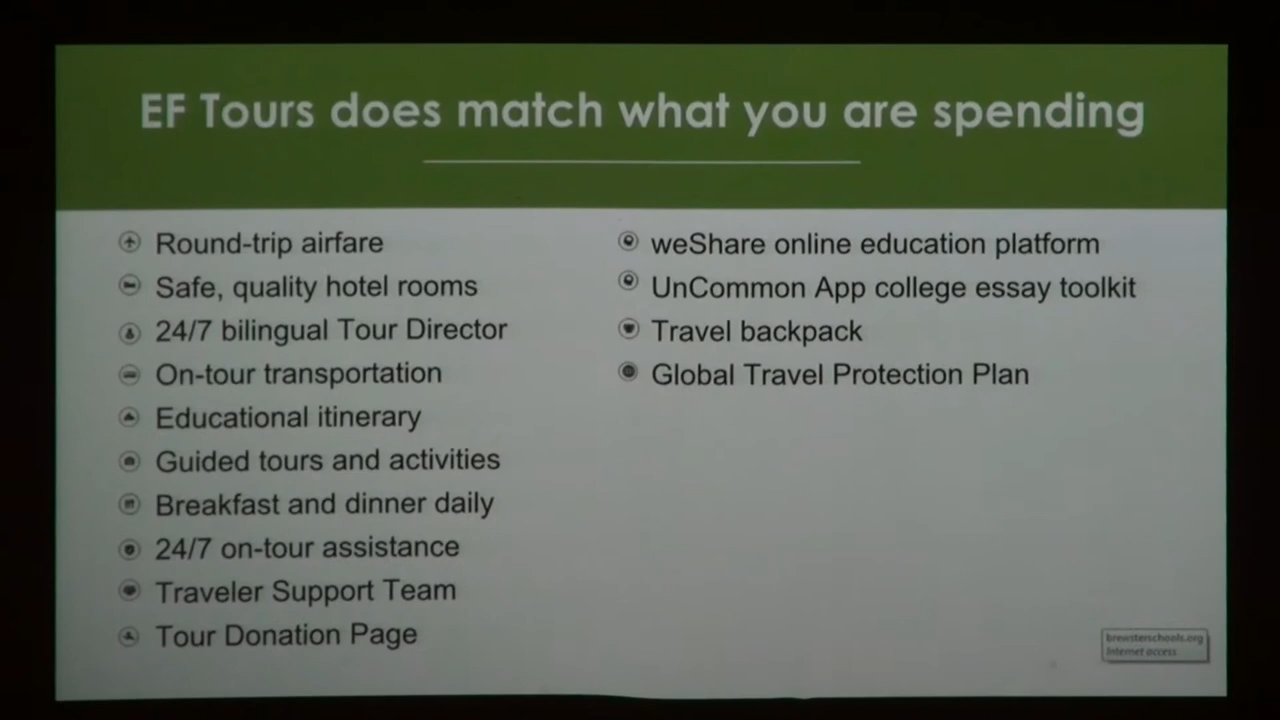 EF Tours does match what you are spending
Round-trip airfare
Safe, quality hotel rooms
24/7 bilingual Tour Director
On-tour transportation
Educational itinerary
Guided tours and activities
Breakfast and dinner daily
24/7 on-tour assistance
Traveler Support Team
Tour Donation Page
weShare online education platform
UnCommon App college essay toolkit
Travel backpack
Global Travel Protection Plan
brewsterschools.org
Internet access